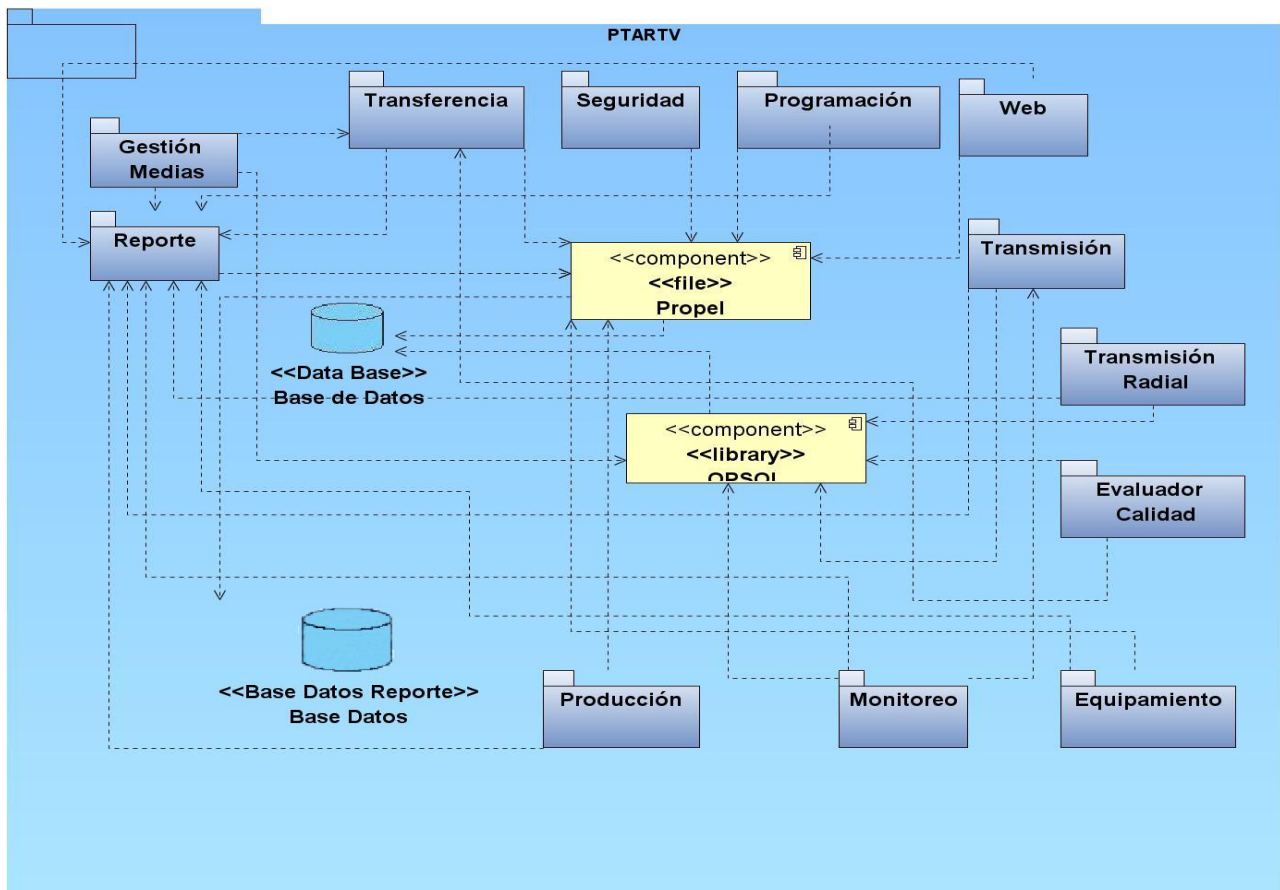 PTARTV
Transferencia
Seguridad
Programación
Web
Gestión
Medias
Reporte
<<component>>
<<file>>
Propel
Transmisión
<<Data Base>>
Base de Datos
Transmisión
Radial
<<component>>
<<library>>
Evaluador
Calidad
<<Base Datos Reporte>>
Base Datos
Producción
Monitoreo
Equipamiento